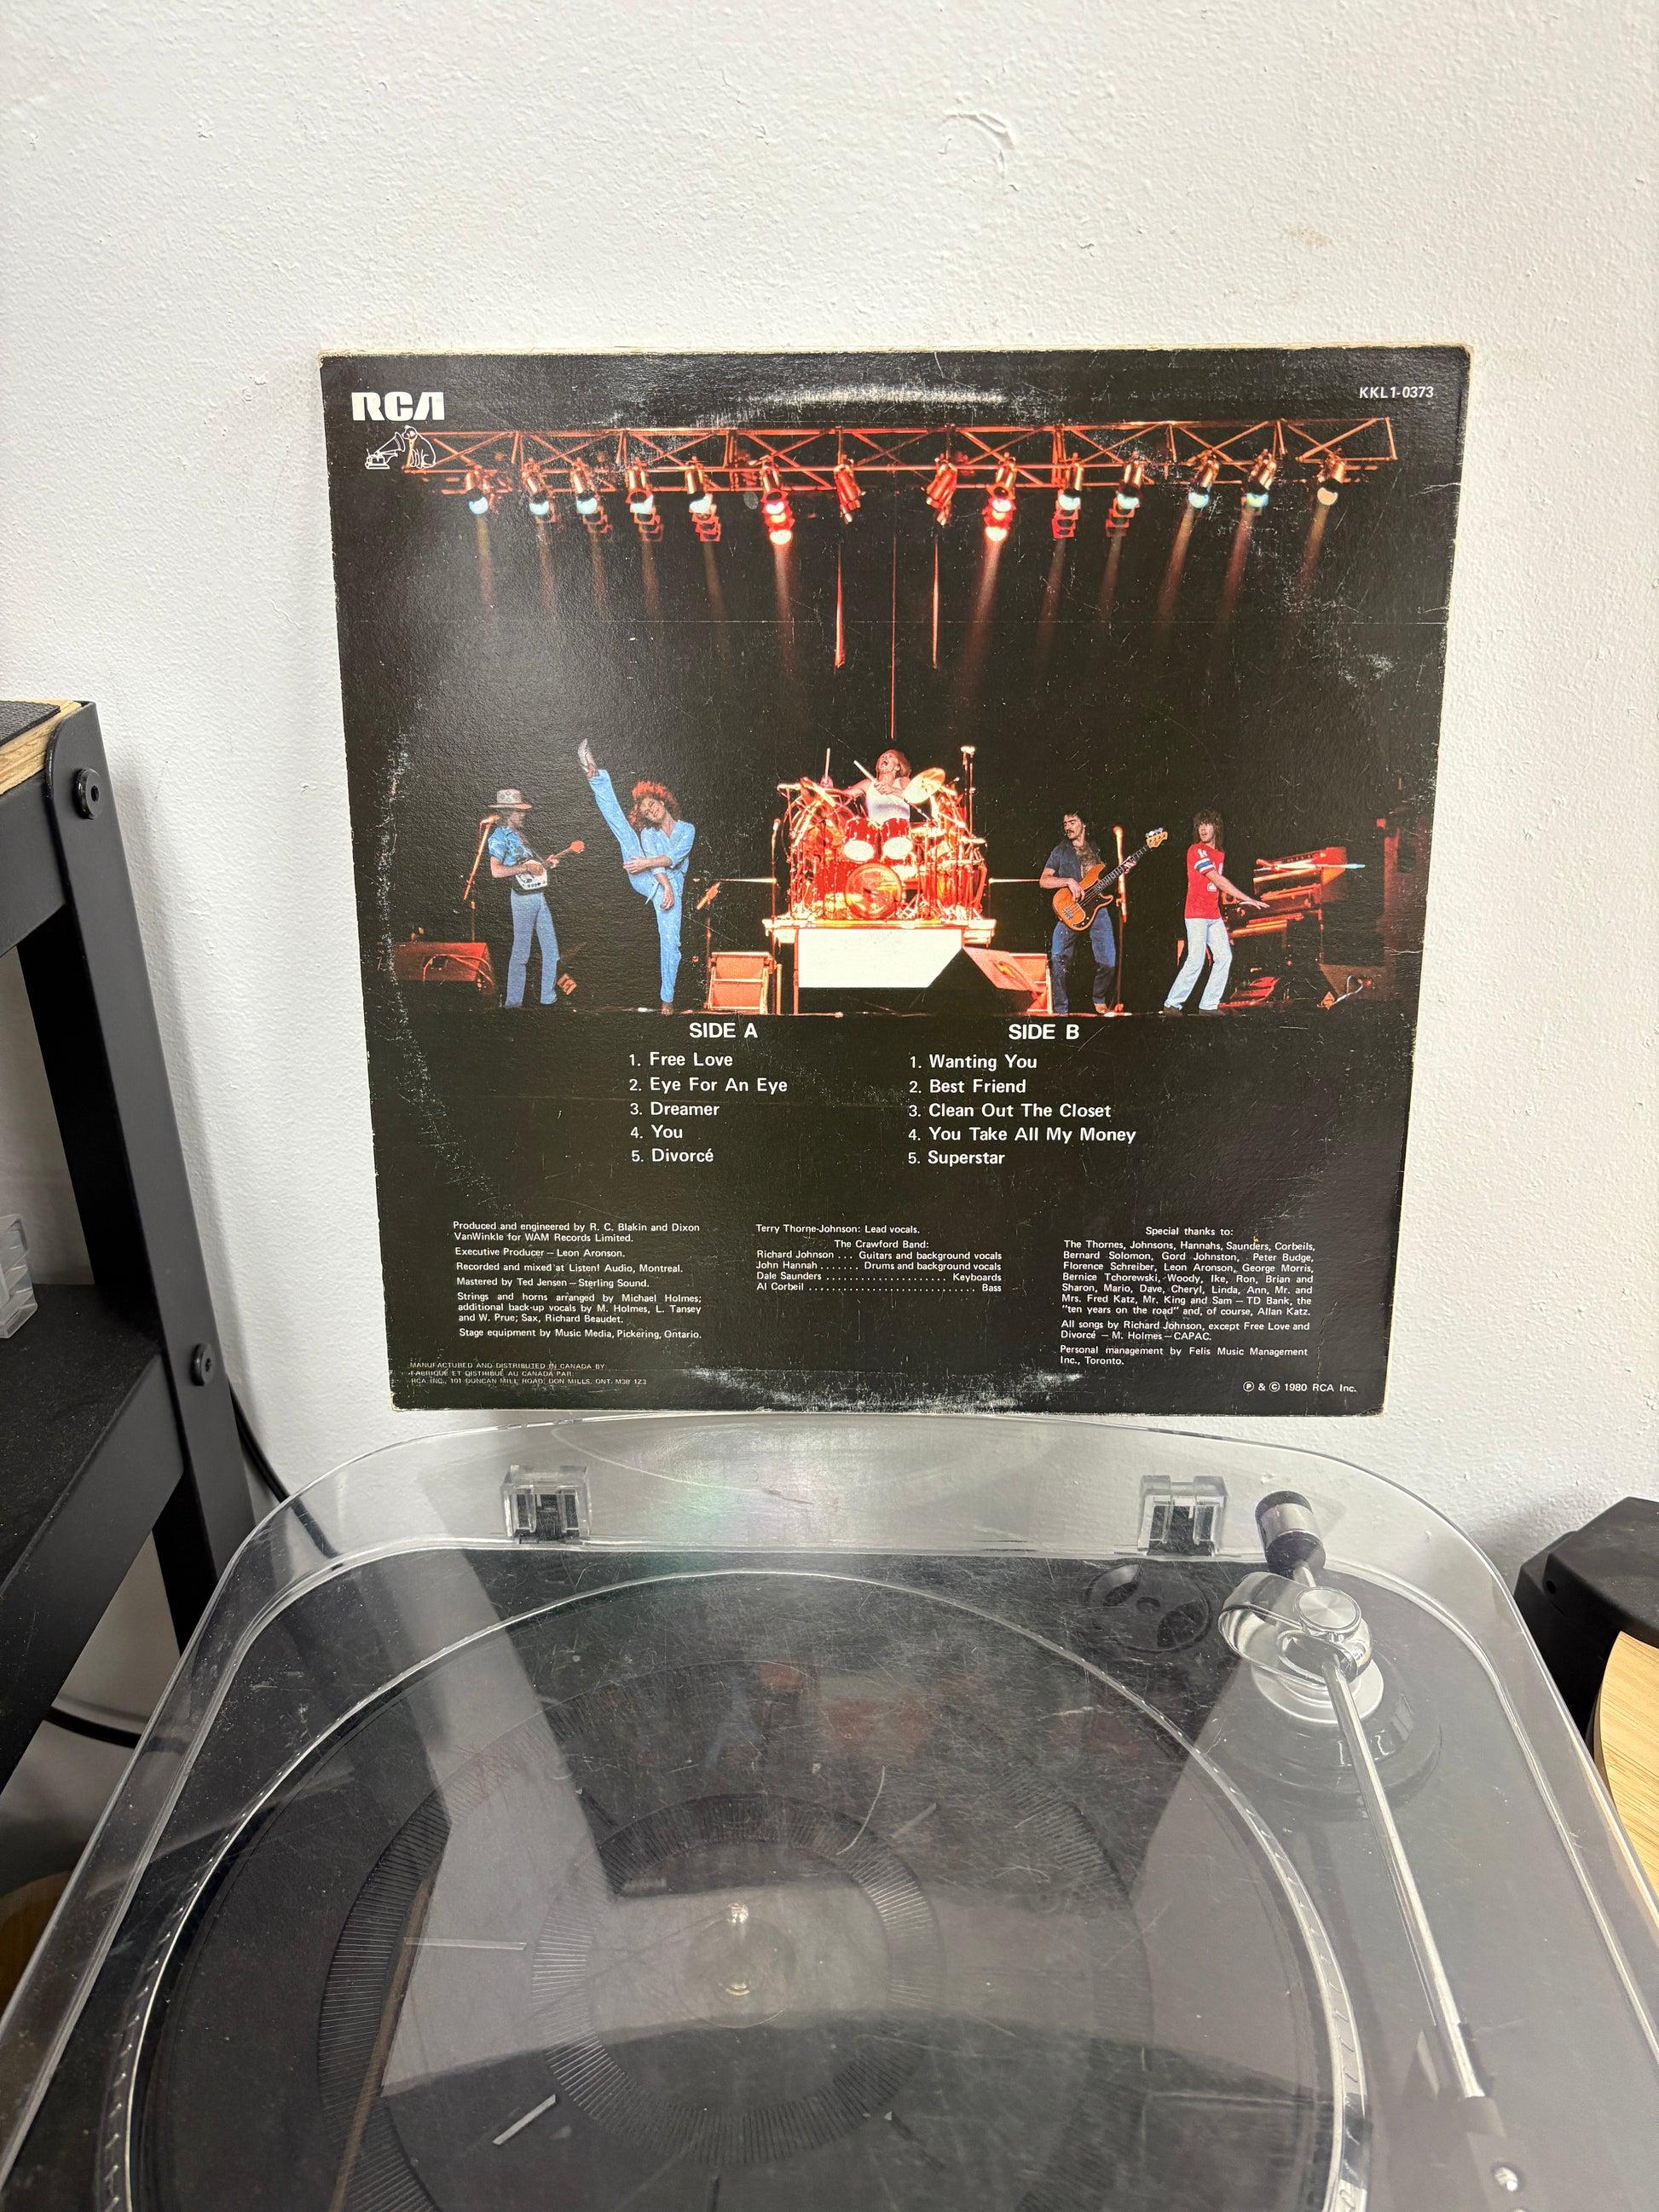 RCA
KKL1-0373
SIDE A
1. Free Love
2. Eye For An Eye
3. Dreamer
4. You
5. Divorcé
SIDE B
1. Wanting You
2. Best Friend
3. Clean Out The Closet
4. You Take All My Money
5. Superstar
Produced and engineered by R. C. Blakin and Dixon
VanWinkle for WAM Records Limited.
Executive Producer — Leon Aronson.
Recorded and mixed at Listen! Audio, Montreal.
Mastered by Ted Jensen — Sterling Sound.
Strings and horns arranged by Michael Holmes;
additional back-up vocals by M. Holmes, L. Tansey
and W. Prue; Sax, Richard Beaudet.
Stage equipment by Music Media, Pickering, Ontario.
Terry Thorne-Johnson: Lead vocals.
The Crawford Band:
Richard Johnson ... Guitars and background vocals
John Hannah ....... Drums and background vocals
Dale Saunders ...................... Keyboards
Al Corbeil ............................. Bass
Special thanks to:
The Thornes, Johnsons, Hannahs, Saunders, Corbeils,
Bernard Solomon, Gord Johnston, Peter Budge,
Florence Schreiber, Leon Aronson, George Morris,
Bernice Tchorewski, Woody, Ike, Ron, Brian and
Sharon, Mario, Dave, Cheryl, Linda, Ann, Mr. and
Mrs. Fred Katz, Mr. King and Sam — TD Bank, the
"ten years on the road" and, of course, Allan Katz.
All songs by Richard Johnson, except Free Love and
Divorcé — M. Holmes — CAPAC.
Personal management by Felis Music Management
Inc., Toronto.
MANUFACTURED AND DISTRIBUTED IN CANADA BY
FABRIQUÉ ET DISTRIBUÉ AU CANADA PAR:
RCA INC., 101 DUNCAN MILL ROAD, DON MILLS, ONT. M3B 1Z3
Ⓟ & © 1980 RCA Inc.